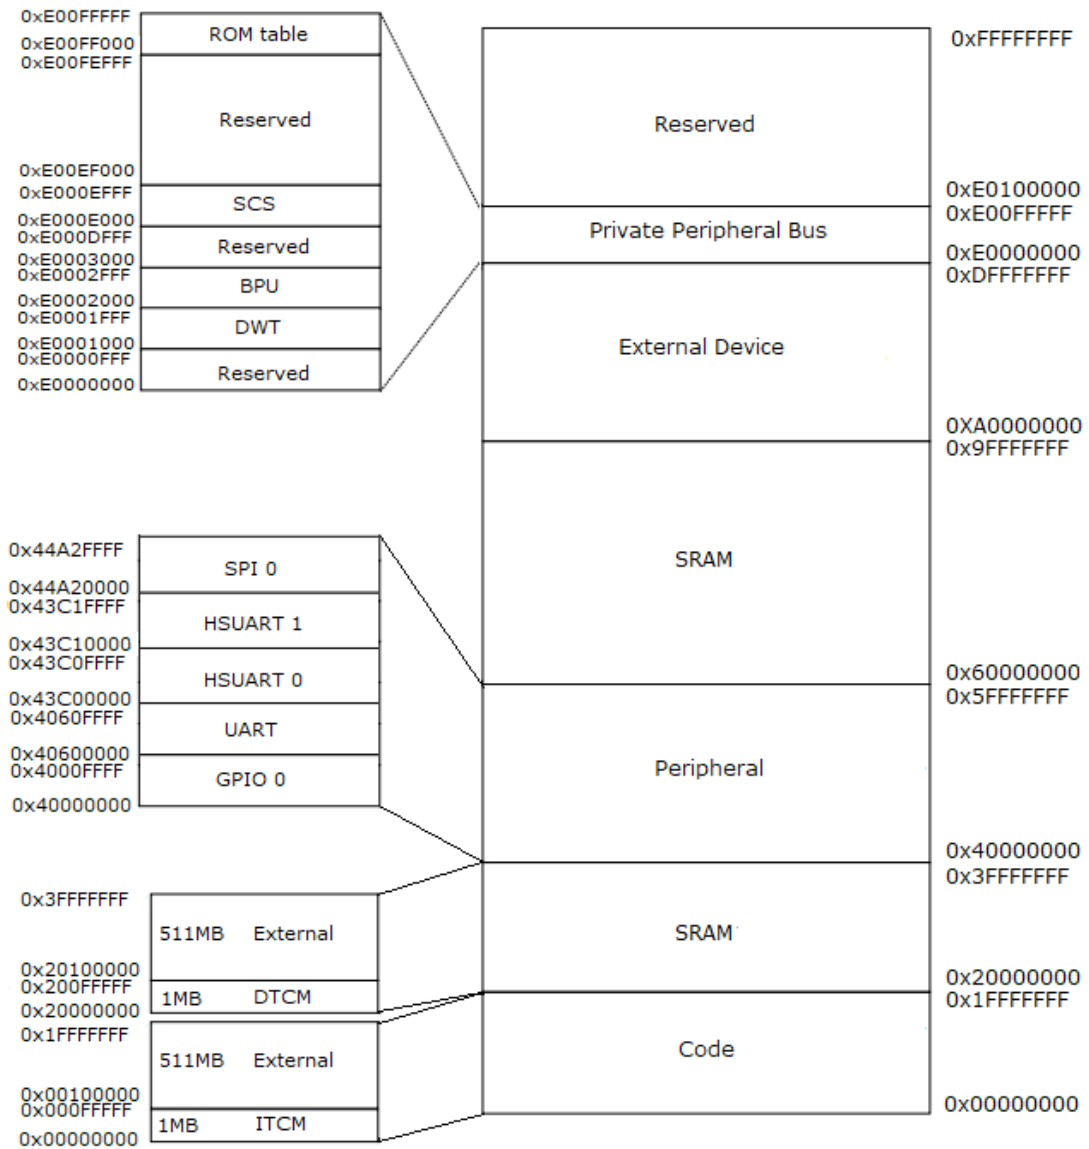 0xE00FFFFF
ROM table
0xE00FF000
0xE00FEFFF
Reserved
0xE00EF000
0xE000EFFF
SCS
0xE000E000
0xE000DFFF
Reserved
0xE0003000
0xE0002FFF
BPU
0xE0002000
0xE0001FFF
DWT
0xE0001000
0xE0000FFF
Reserved
0xE0000000
0x44A2FFFF
SPI 0
0x44A20000
0x43C1FFFF
HSUART 1
0x43C10000
0x43C0FFFF
HSUART 0
0x43C00000
0x4060FFFF
UART
0x40600000
0x4000FFFF
GPIO 0
0x40000000
0x3FFFFFFF
511MB External
0x20100000
0x200FFFFF
1MB DTCM
0x20000000
0x1FFFFFFF
511MB External
0x00100000
0x000FFFFF
1MB ITCM
0x00000000
0xFFFFFFFF
Reserved
0xE0100000
0xE00FFFFF
Private Peripheral Bus
0xE0000000
0xDFFFFFFF
External Device
0XA0000000
0x9FFFFFFF
SRAM
0x60000000
0x5FFFFFFF
Peripheral
0x40000000
0x3FFFFFFF
SRAM
0x20000000
0x1FFFFFFF
Code
0x00000000